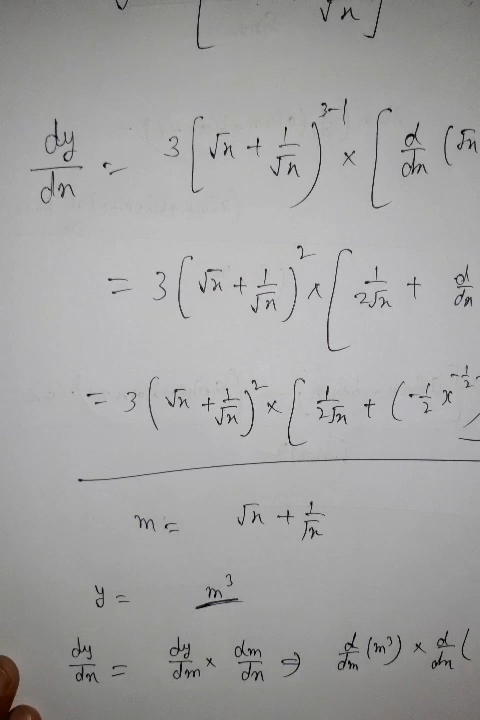 √x]
dy/dx = 3[√x + 1/√x)^3-1 × [d/dx (√x
= 3(√x + 1/√x)^2 × [1/2√x + d/dx
= 3(√x + 1/√x)^2 × [1/2√x + (-1/2 x^-1/2-
m = √x + 1/√x
y = m^3
dy/dx = dy/dm × dm/dx ⇒ d/dm (m^3) × d/dx (